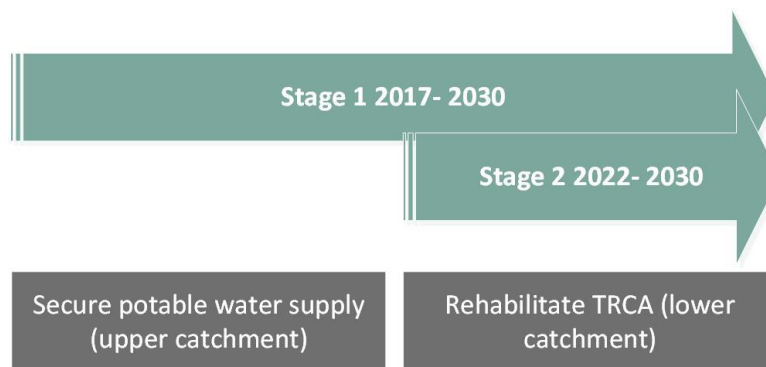 Stage 1 2017- 2030
Stage 2 2022- 2030
Secure potable water supply
(upper catchment)
Rehabilitate TRCA (lower
catchment)